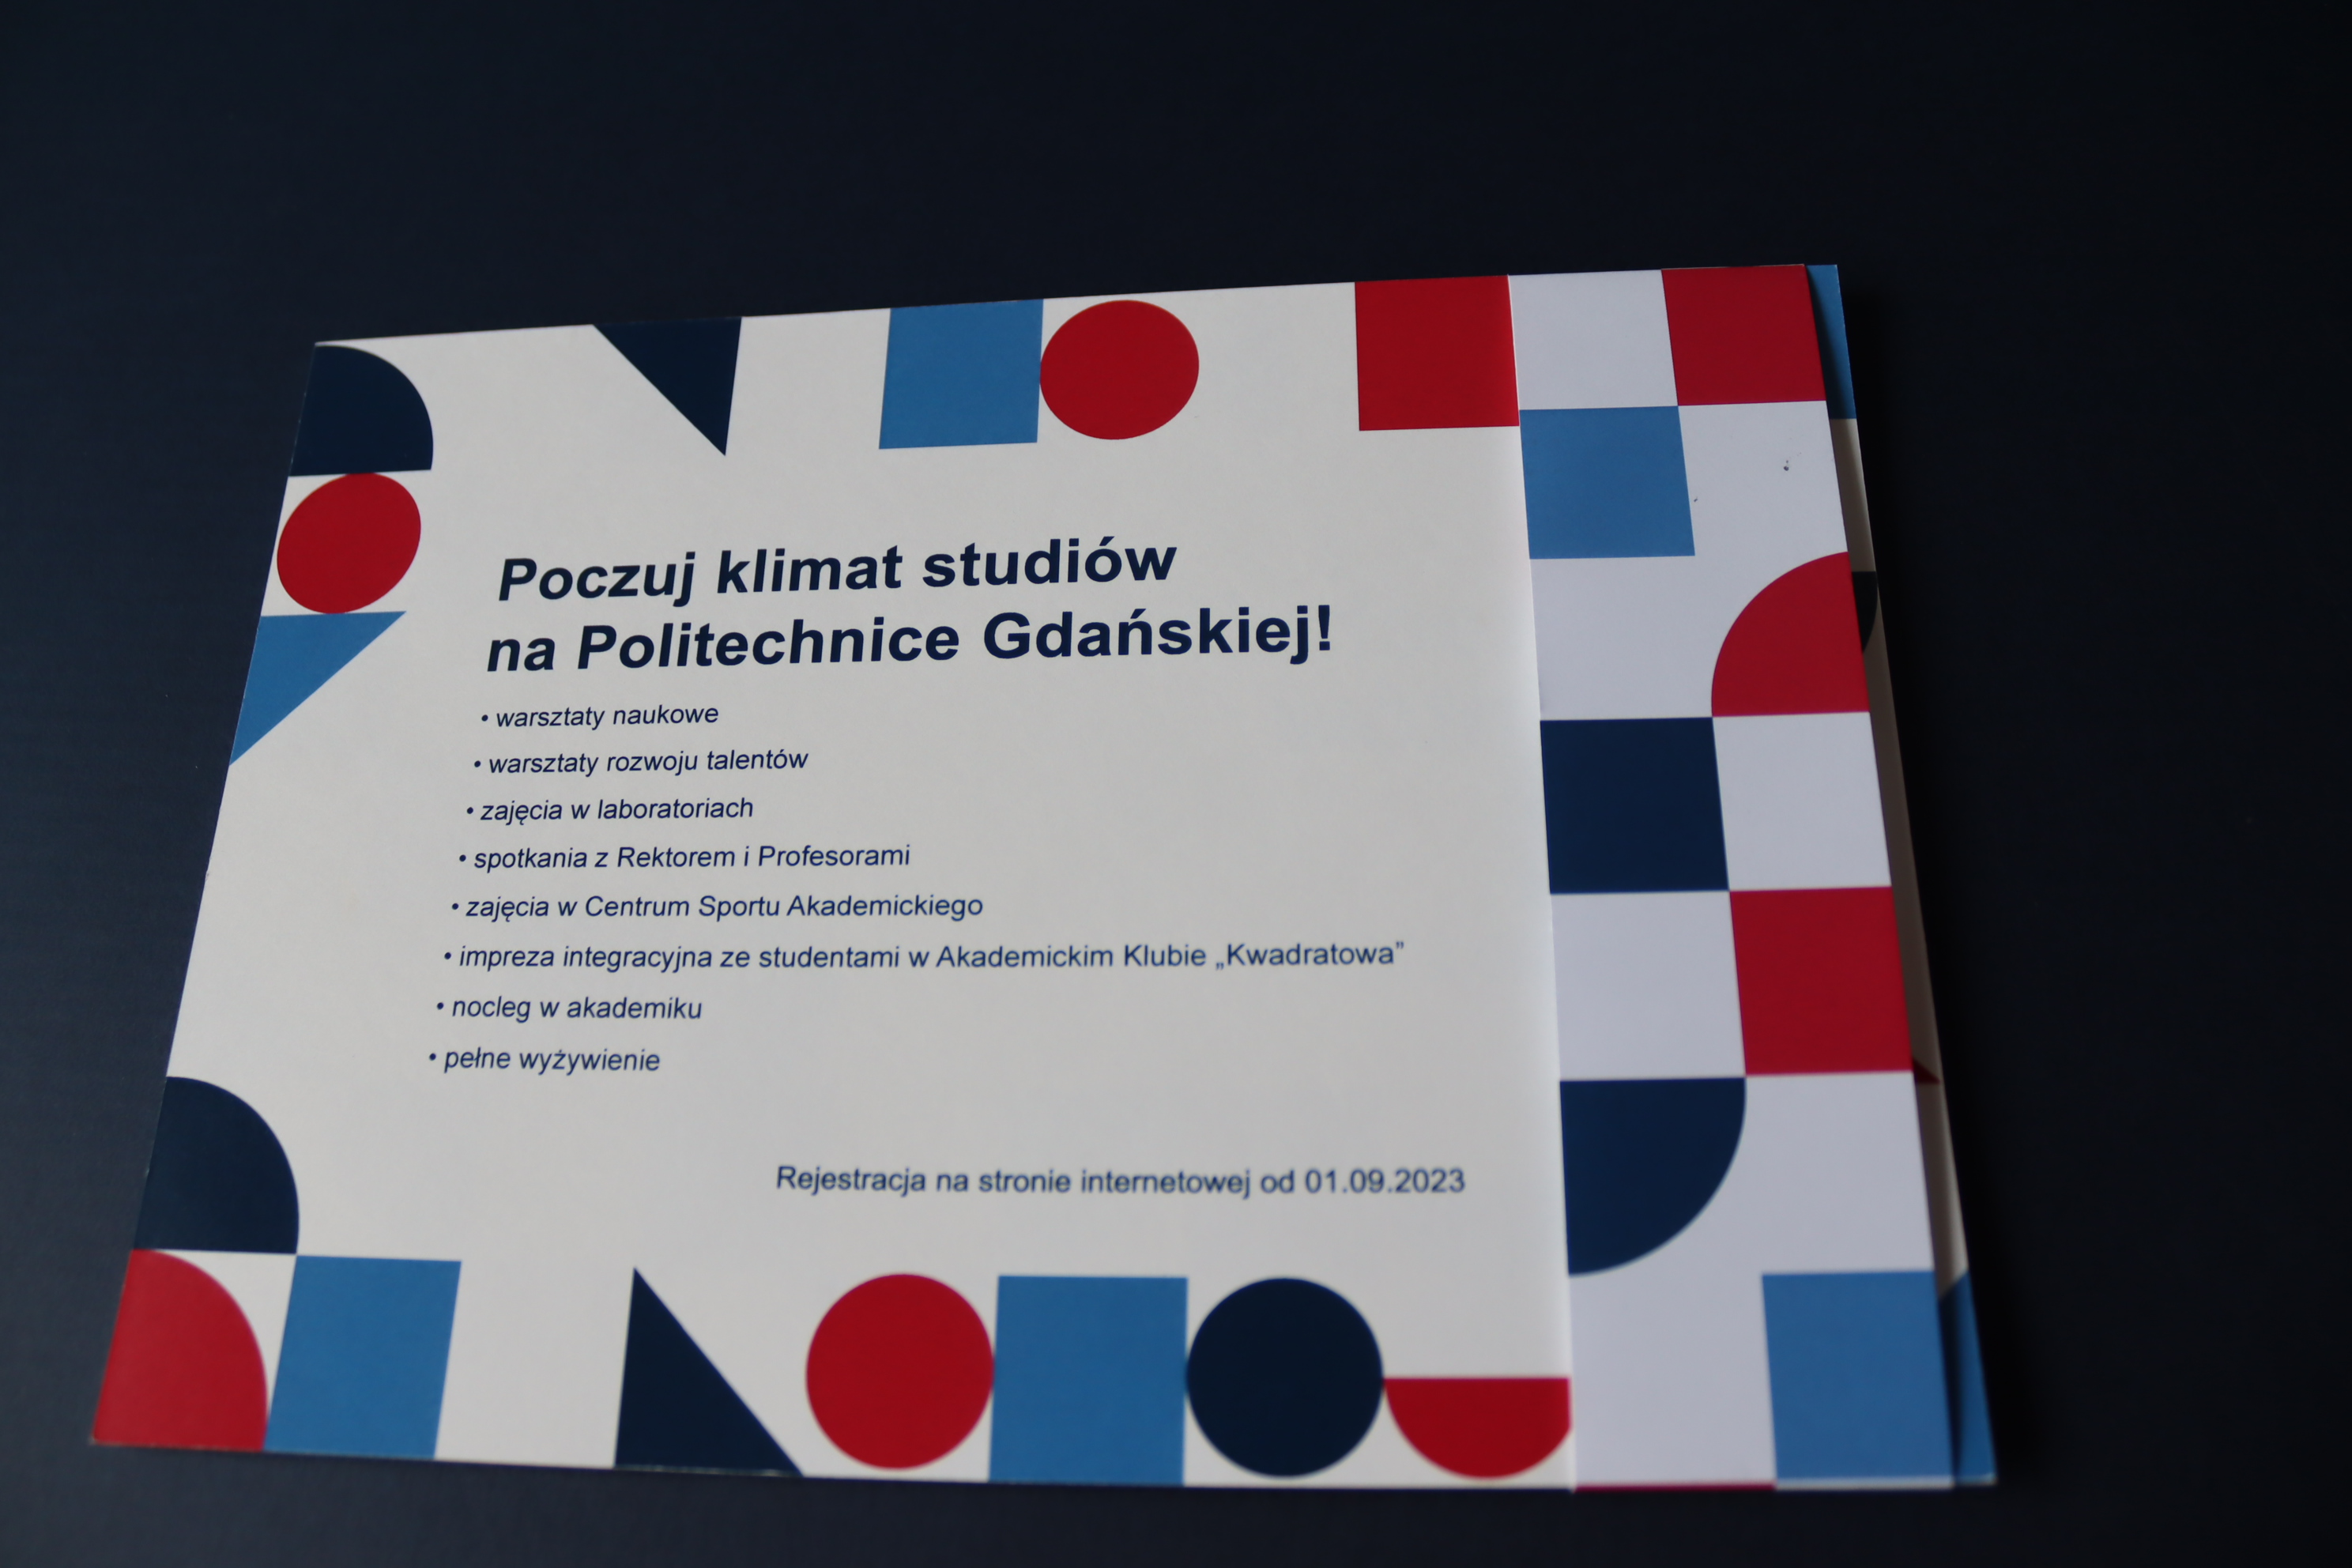 Poczuj klimat studiów
na Politechnice Gdańskiej!
• warsztaty naukowe
• warsztaty rozwoju talentów
• zajęcia w laboratoriach
• spotkania z Rektorem i Profesorami
• zajęcia w Centrum Sportu Akademickiego
• impreza integracyjna ze studentami w Akademickim Klubie „Kwadratowa”
• nocleg w akademiku
• pełne wyżywienie
Rejestracja na stronie internetowej od 01.09.2023